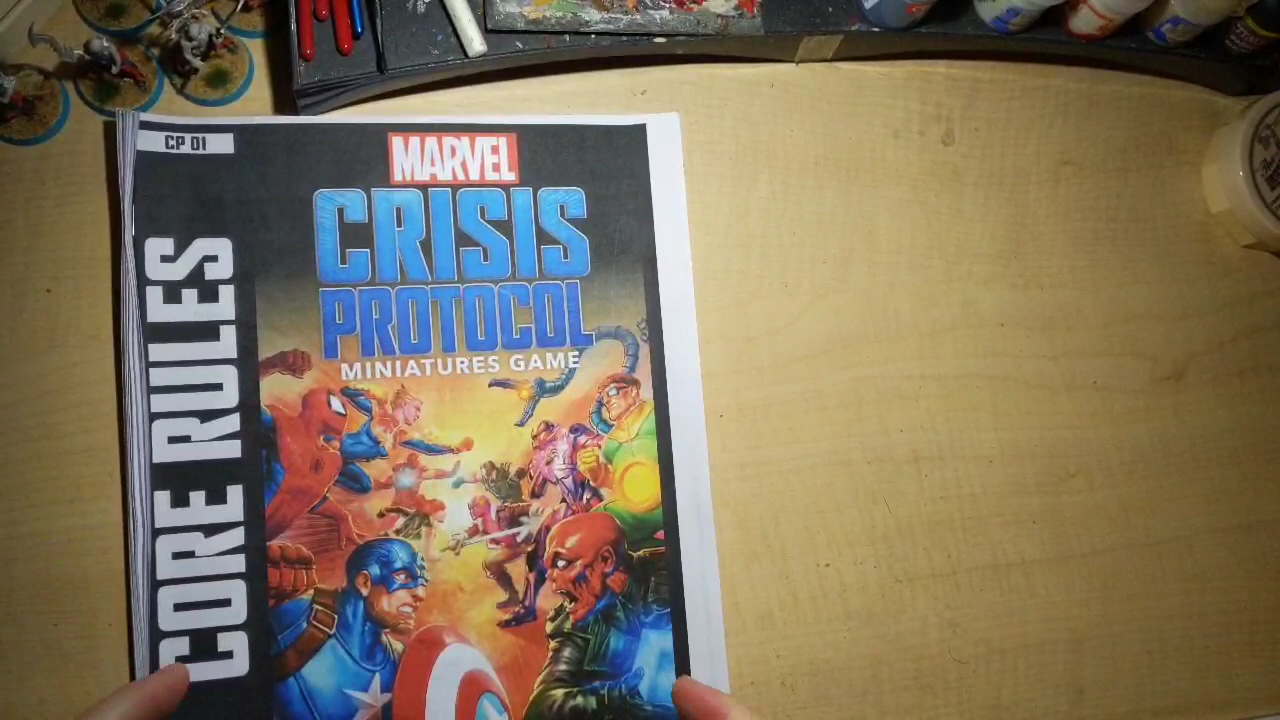 CP 01
MARVEL
CRISIS
PROTOCOL
MINIATURES GAME
CORE RULES